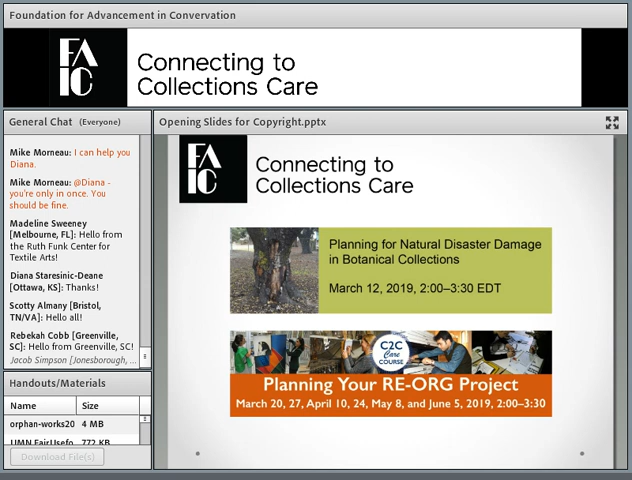 Foundation for Advancement in Convervation
FA
IC
Connecting to
Collections Care
General Chat (Everyone)
Mike Morneau: I can help you
Diana.
Mike Morneau: @Diana -
you're only in once. You
should be fine.
Madeline Sweeney
[Melbourne, FL]: Hello from
the Ruth Funk Center for
Textile Arts!
Diana Staresinic-Deane
[Ottawa, KS]: Thanks!
Scotty Almany [Bristol,
TN/VA]: Hello all!
Rebekah Cobb [Greenville,
SC]: Hello from Greenville, SC!
Jacob Simpson [Jonesborough, ...
Handouts/Materials
Name Size
orphan-works20 4 MB
UMN FairUsefo 772 KB
Download File(s)
Opening Slides for Copyright.pptx
FA
IC
Connecting to
Collections Care
Planning for Natural Disaster Damage
in Botanical Collections
March 12, 2019, 2:00–3:30 EDT
C2C
Care
COURSE
Planning Your RE-ORG Project
March 20, 27, April 10, 24, May 8, and June 5, 2019, 2:00–3:30